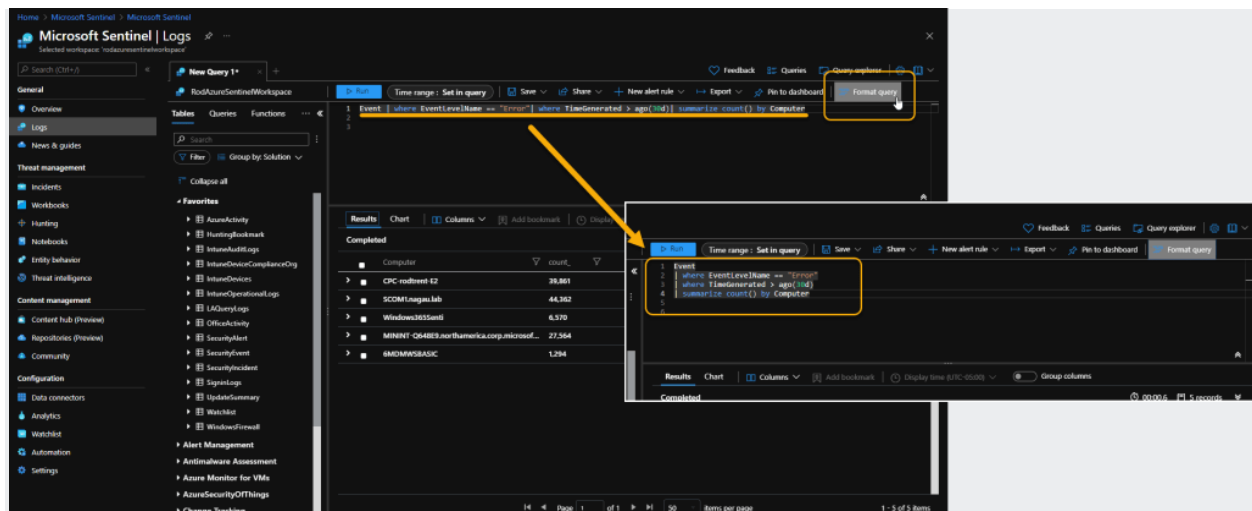 Home > Microsoft Sentinel > Microsoft Sentinel
Microsoft Sentinel | Logs
Selected workspace: 'rodazuresentinelworkspace'
Search (Ctrl+/)
General
Overview
Logs
News & guides
Threat management
Incidents
Workbooks
Hunting
Notebooks
Entity behavior
Threat intelligence
Content management
Content hub (Preview)
Repositories (Preview)
Community
Configuration
Data connectors
Analytics
Watchlist
Automation
Settings
New Query 1*
Feedback
Queries
Query explorer
RodAzureSentinelWorkspace
Run
Time range : Set in query
Save
Share
New alert rule
Export
Pin to dashboard
Format query
Tables
Queries
Functions
Search
Filter
Group by: Solution
Collapse all
Favorites
AzureActivity
HuntingBookmark
IntuneAuditLogs
IntuneDeviceComplianceOrg
IntuneDevices
IntuneOperationalLogs
LAQueryLogs
OfficeActivity
SecurityAlert
SecurityEvent
SecurityIncident
SigninLogs
UpdateSummary
Watchlist
WindowsFirewall
Alert Management
Antimalware Assessment
Azure Monitor for VMs
AzureSecurityOfThings
Change Tracking
1 Event | where EventLevelName == "Error"| where TimeGenerated > ago(30d)| summarize count() by Computer
2
3
Results
Chart
Columns
Add bookmark
Display
Completed
Computer
count_
CPC-rodtrent-E2 39,861
SCOM1.nagau.lab 44,362
Windows365Senti 6,570
MININT-Q648E9.northamerica.corp.microsof... 27,564
6MDMWSBASIC 1,294
Page 1 of 1
50 items per page
1 - 5 of 5 items
Feedback
Queries
Query explorer
Run
Time range : Set in query
Save
Share
New alert rule
Export
Pin to dashboard
Format query
1 Event
2 | where EventLevelName == "Error"
3 | where TimeGenerated > ago(30d)
4 | summarize count() by Computer
5
6
Results
Chart
Columns
Add bookmark
Display time (UTC-05:00)
Group columns
Completed
00:00.6
5 records